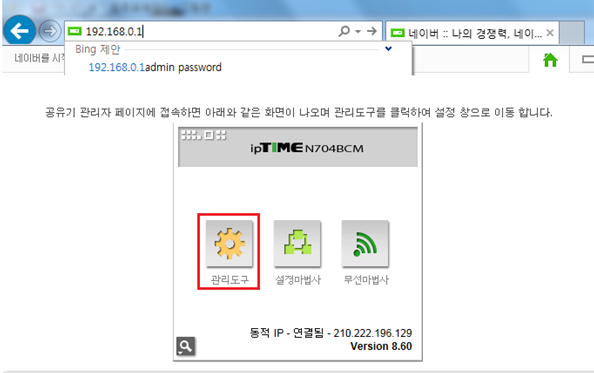 192.168.0.1
네이버 :: 나의 경쟁력, 네이...
Bing 제안
네이버를 시작
192.168.0.1admin password
공유기 관리자 페이지에 접속하면 아래와 같은 화면이 나오며 관리도구를 클릭하여 설정 창으로 이동 합니다.
ipTIME N704BCM
관리도구 설정마법사 무선마법사
동적 IP - 연결됨 - 210.222.196.129
Version 8.60